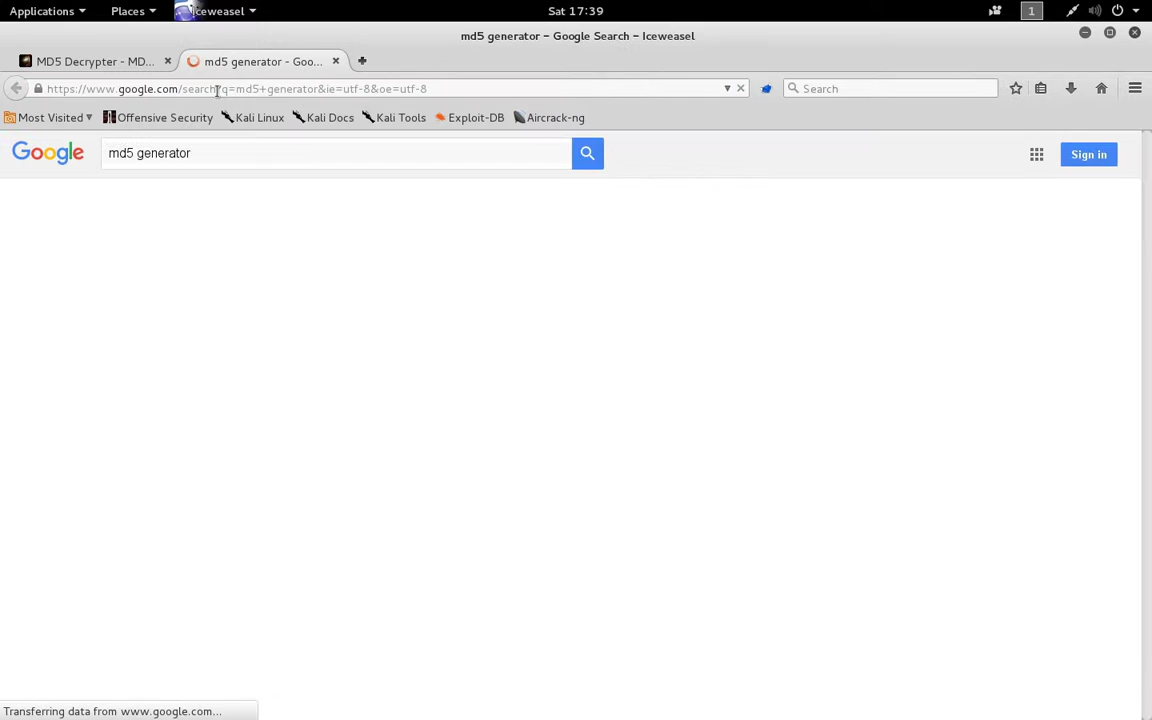 Applications Places Iceweasel Sat 17:39 1
md5 generator - Google Search - Iceweasel
MD5 Decrypter - MD... md5 generator - Goo...
https://www.google.com/search?q=md5+generator&ie=utf-8&oe=utf-8 Search
Most Visited Offensive Security Kali Linux Kali Docs Kali Tools Exploit-DB Aircrack-ng
Google md5 generator Sign in
Transferring data from www.google.com...